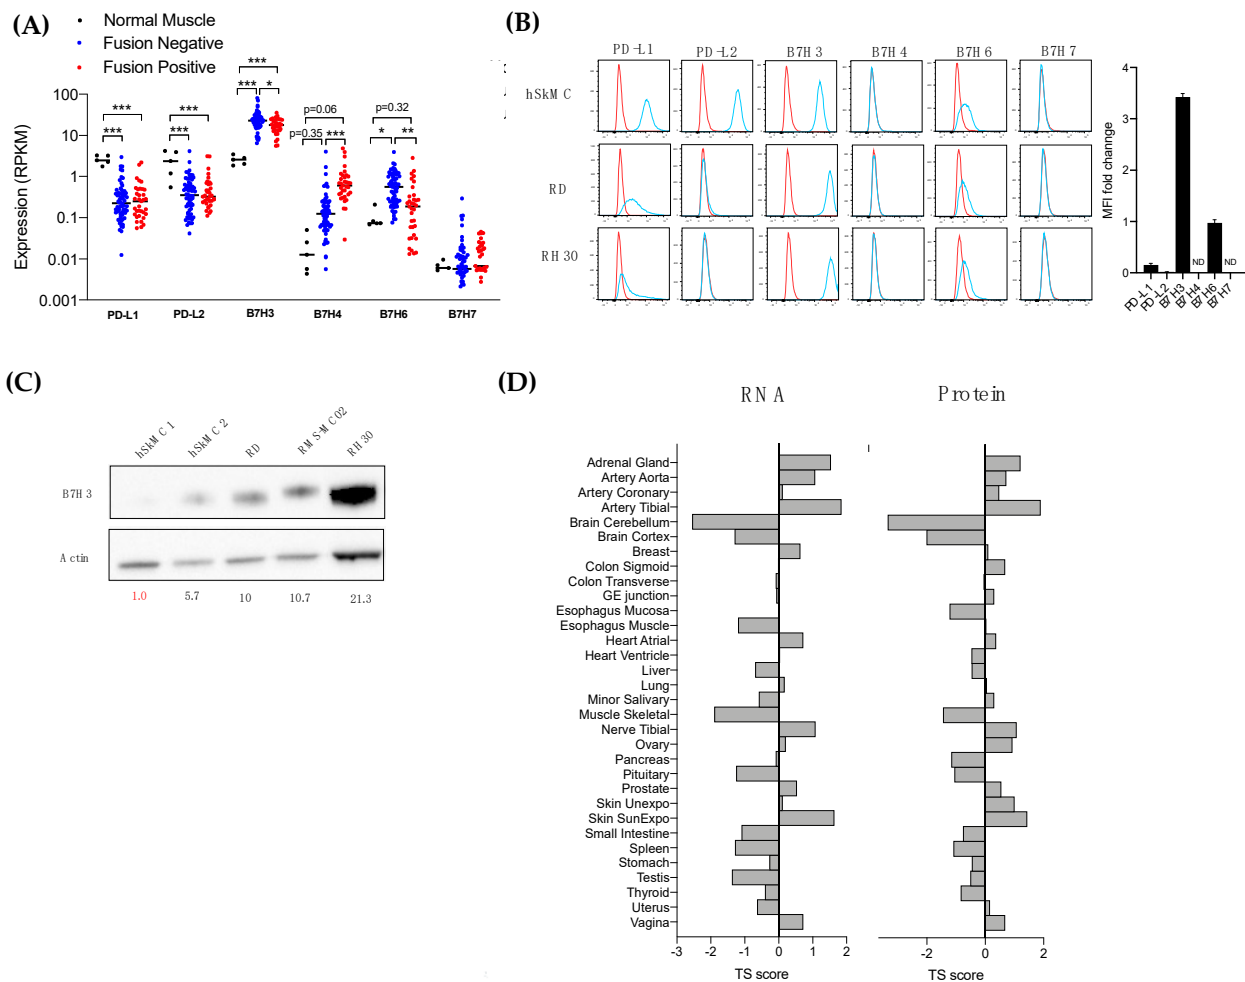 (A)
Normal Muscle
Fusion Negative
Fusion Positive
Expression (RPKM)
100
10
1
0.1
0.01
0.001
*** *** *** *** *** *** * p=0.06 p=0.35 *** p=0.32 * **
PD-L1 PD-L2 B7H3 B7H4 B7H6 B7H7
(B)
PD-L1 PD-L2 B7H3 B7H4 B7H6 B7H7
hSkMC
RD
RH30
MFI fold channge
4
3
2
1
0
ND ND
PD-L1 PD-L2 B7H3 B7H4 B7H6 B7H7
(C)
hSkMC1 hSkMC2 RD RMS-MC02 RH30
B7H3
Actin
1.0 5.7 10 10.7 21.3
(D)
RNA Protein
Adrenal Gland
Artery Aorta
Artery Coronary
Artery Tibial
Brain Cerebellum
Brain Cortex
Breast
Colon Sigmoid
Colon Transverse
GE junction
Esophagus Mucosa
Esophagus Muscle
Heart Atrial
Heart Ventricle
Liver
Lung
Minor Salivary
Muscle Skeletal
Nerve Tibial
Ovary
Pancreas
Pituitary
Prostate
Skin Unexpo
Skin SunExpo
Small Intestine
Spleen
Stomach
Testis
Thyroid
Uterus
Vagina
-3 -2 -1 0 1 2 -2 0 2
TS score TS score